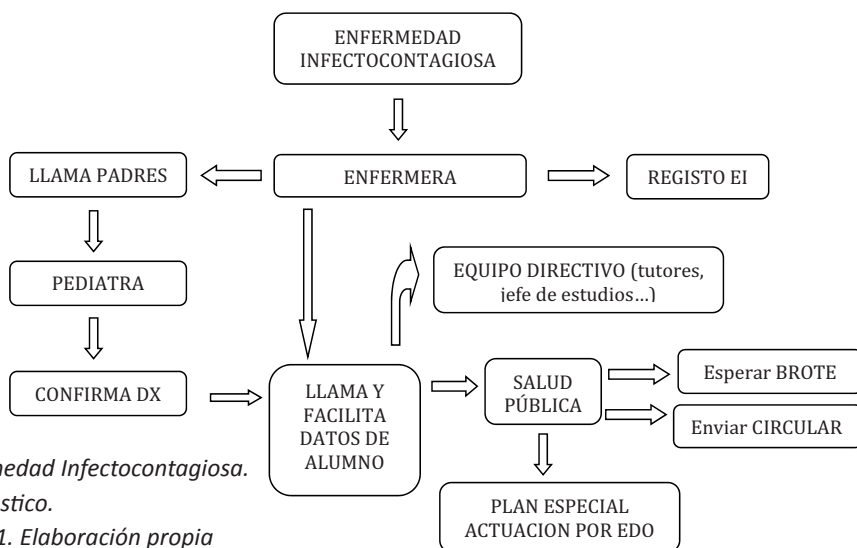 ENFERMEDAD
INFECTOCONTAGIOSA
LLAMA PADRES
ENFERMERA
REGISTO EI
PEDIATRA
EQUIPO DIRECTIVO (tutores,
jefe de estudios…)
CONFIRMA DX
LLAMA Y
FACILITA
DATOS DE
ALUMNO
SALUD
PÚBLICA
Esperar BROTE
Enviar CIRCULAR
PLAN ESPECIAL
ACTUACION POR EDO
medad Infectocontagiosa.
stico.
1. Elaboración propia